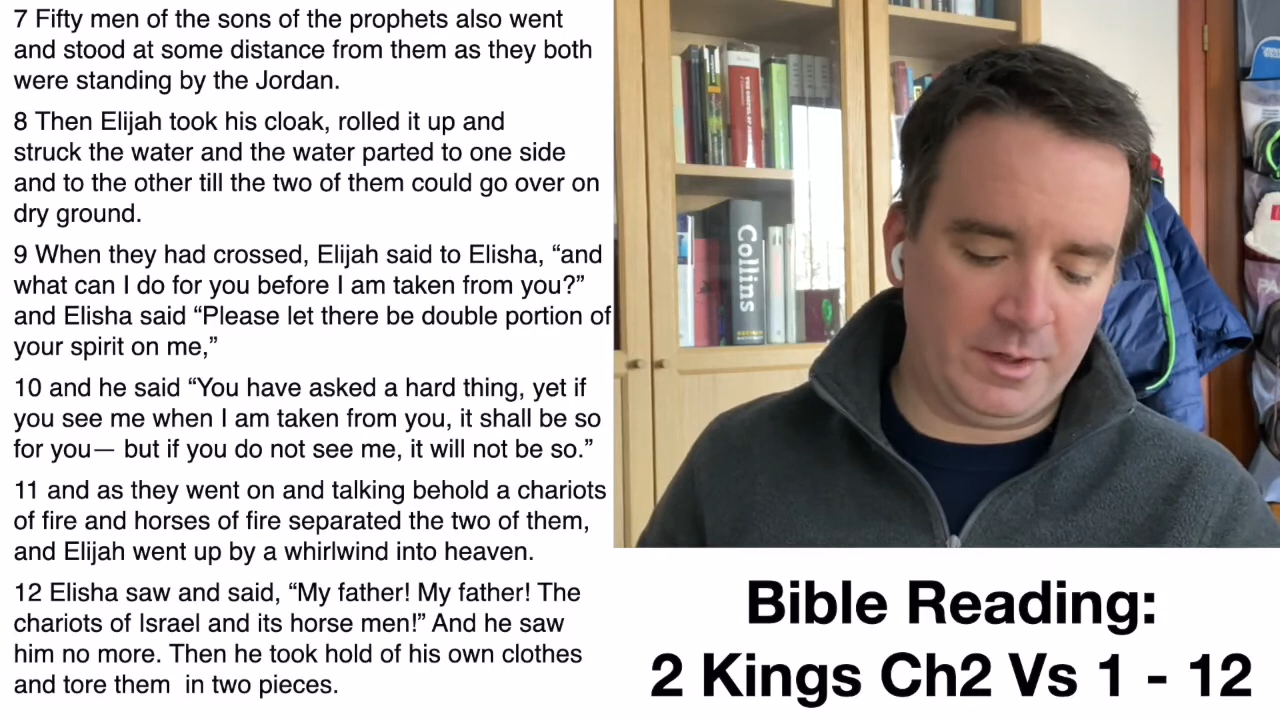 7 Fifty men of the sons of the prophets also went
and stood at some distance from them as they both
were standing by the Jordan.
8 Then Elijah took his cloak, rolled it up and
struck the water and the water parted to one side
and to the other till the two of them could go over on
dry ground.
9 When they had crossed, Elijah said to Elisha, “and
what can I do for you before I am taken from you?”
and Elisha said “Please let there be double portion of
your spirit on me,”
10 and he said “You have asked a hard thing, yet if
you see me when I am taken from you, it shall be so
for you— but if you do not see me, it will not be so.”
11 and as they went on and talking behold a chariots
of fire and horses of fire separated the two of them,
and Elijah went up by a whirlwind into heaven.
12 Elisha saw and said, “My father! My father! The
chariots of Israel and its horse men!” And he saw
him no more. Then he took hold of his own clothes
and tore them  in two pieces.
Collins
Bible Reading:
2 Kings Ch2 Vs 1 - 12